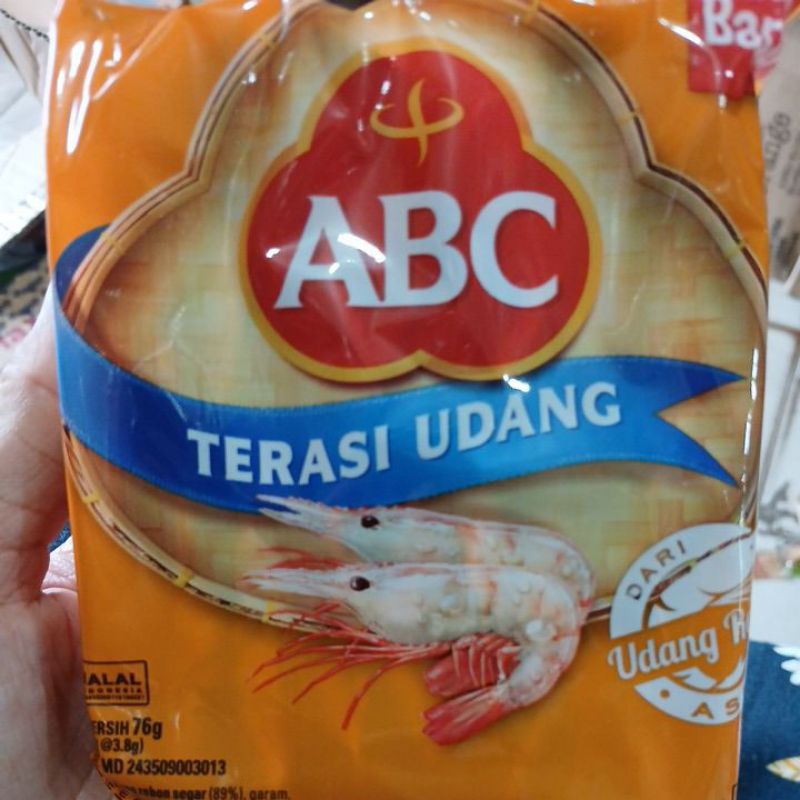 Bar
ABC
TERASI UDANG
DARI
Udang Re
AS
HALAL
INDONESIA
BERSIH 76g
@3.8g)
MD 243509003013
rebon segar (89%), garam,